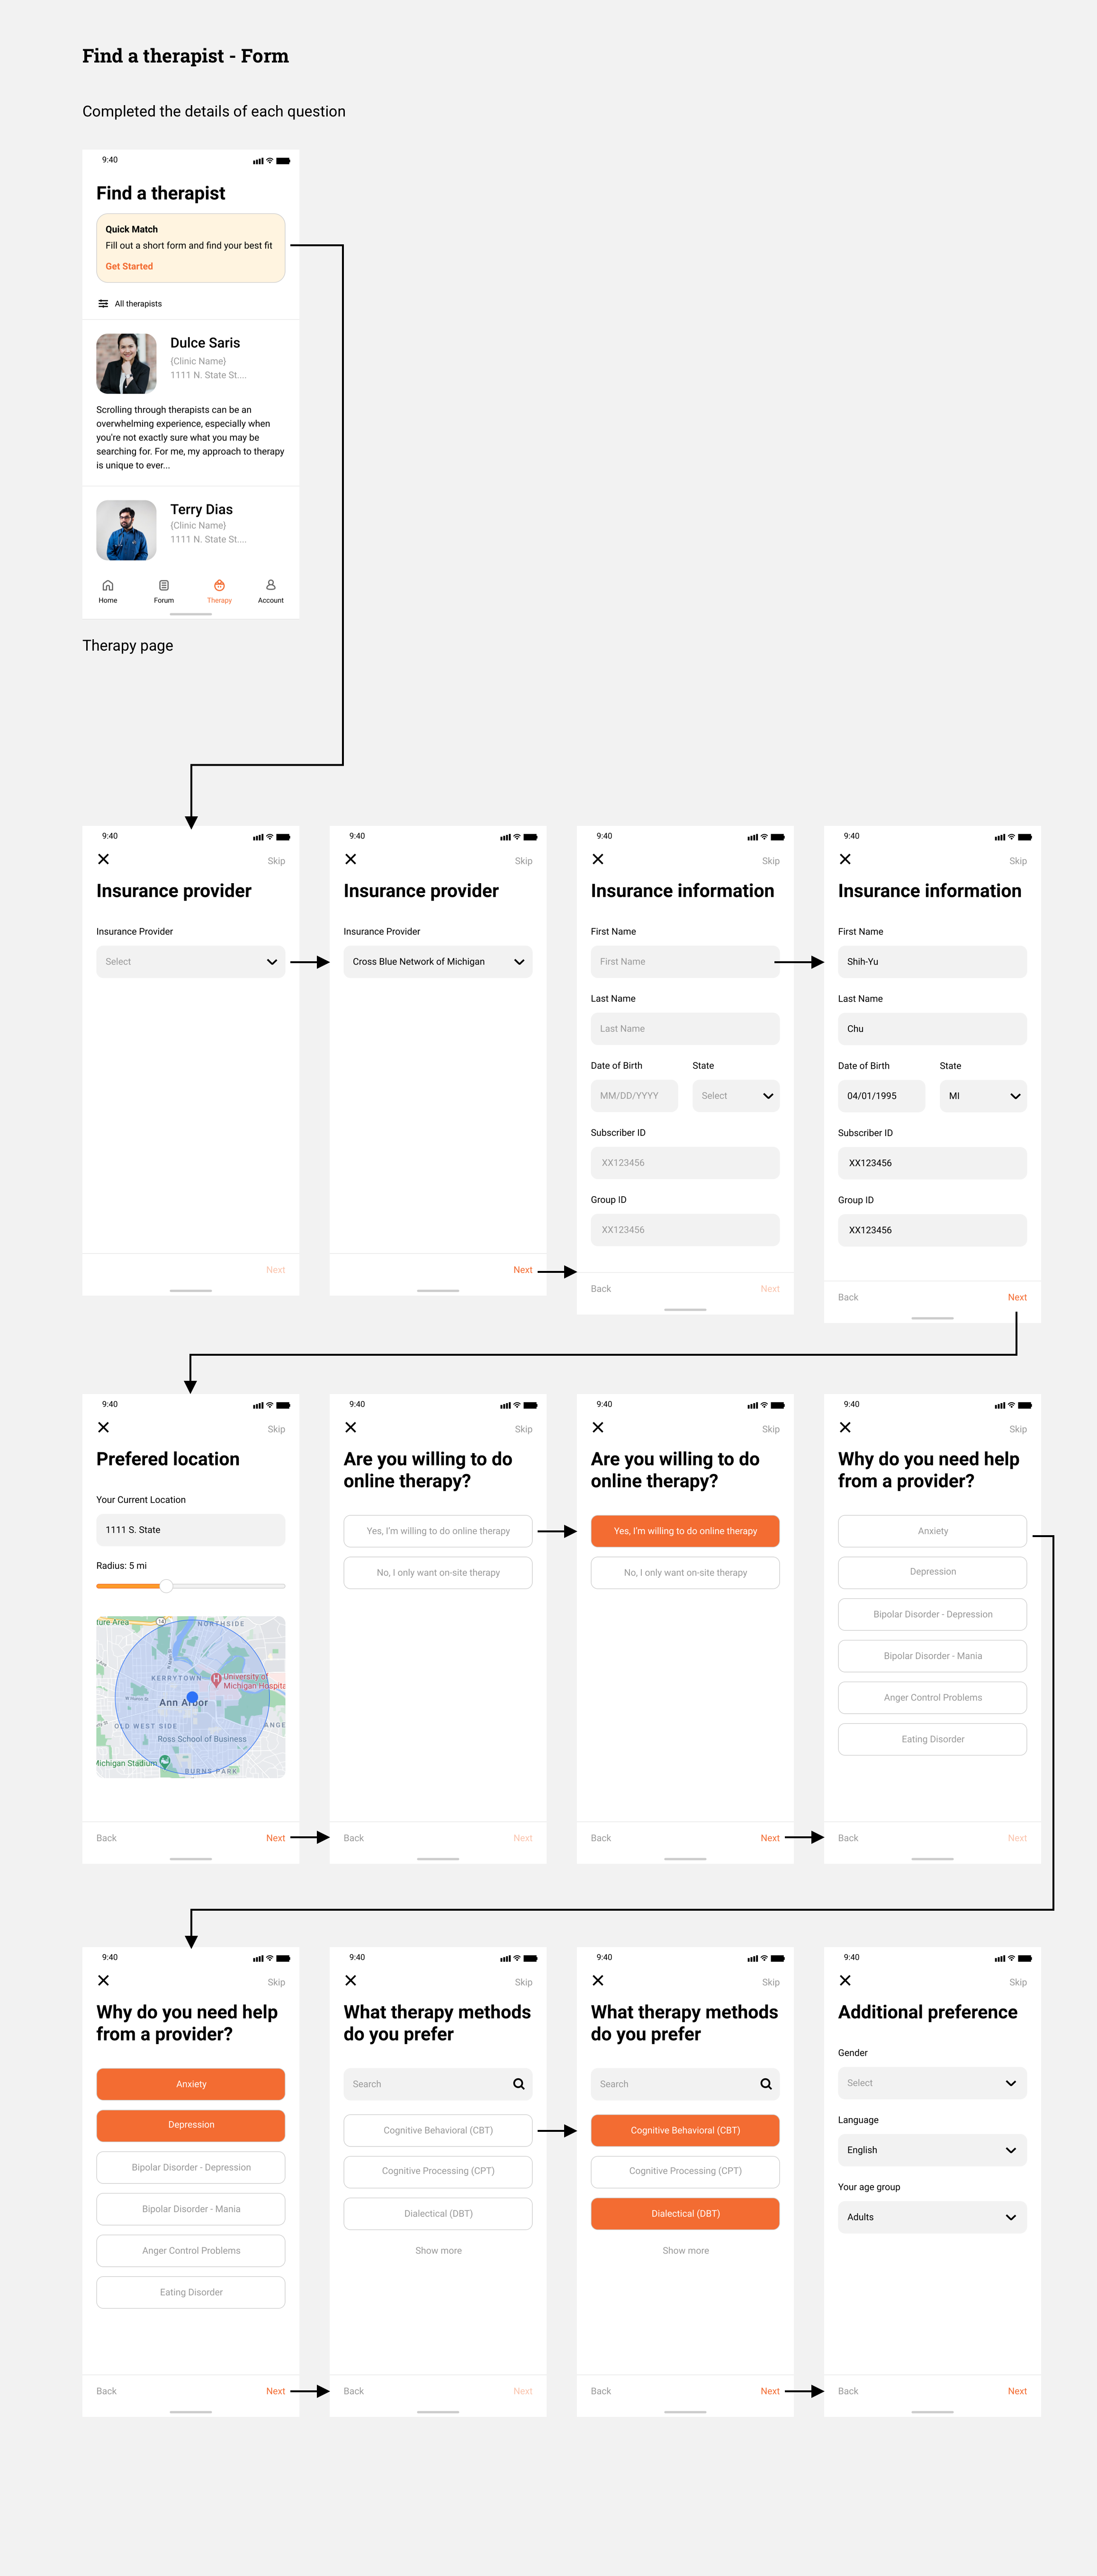 Find a therapist - Form
Completed the details of each question
9:40
Find a therapist
Quick Match
Fill out a short form and find your best fit
Get Started
All therapists
Dulce Saris
{Clinic Name}
1111 N. State St....
Scrolling through therapists can be an
overwhelming experience, especially when
you're not exactly sure what you may be
searching for. For me, my approach to therapy
is unique to ever...
Terry Dias
{Clinic Name}
1111 N. State St....
Home
Forum
Therapy
Account
Therapy page
9:40
Skip
Insurance provider
Insurance Provider
Select
Next
9:40
Skip
Insurance provider
Insurance Provider
Cross Blue Network of Michigan
Next
9:40
Skip
Insurance information
First Name
First Name
Last Name
Last Name
Date of Birth
State
MM/DD/YYYY
Select
Subscriber ID
XX123456
Group ID
XX123456
Back
Next
9:40
Skip
Insurance information
First Name
Shih-Yu
Last Name
Chu
Date of Birth
State
04/01/1995
MI
Subscriber ID
XX123456
Group ID
XX123456
Back
Next
9:40
Skip
Prefered location
Your Current Location
1111 S. State
Radius: 5 mi
ture Area
NORTHSIDE
KERRYTOWN
University of
Michigan Hospita
Ann Arbor
OLD WEST SIDE
ANGE
Ross School of Business
Michigan Stadium
BURNS PARK
Back
Next
9:40
Skip
Are you willing to do
online therapy?
Yes, I'm willing to do online therapy
No, I only want on-site therapy
Back
Next
9:40
Skip
Are you willing to do
online therapy?
Yes, I'm willing to do online therapy
No, I only want on-site therapy
Back
Next
9:40
Skip
Why do you need help
from a provider?
Anxiety
Depression
Bipolar Disorder - Depression
Bipolar Disorder - Mania
Anger Control Problems
Eating Disorder
Back
Next
9:40
Skip
Why do you need help
from a provider?
Anxiety
Depression
Bipolar Disorder - Depression
Bipolar Disorder - Mania
Anger Control Problems
Eating Disorder
Back
Next
9:40
Skip
What therapy methods
do you prefer
Search
Cognitive Behavioral (CBT)
Cognitive Processing (CPT)
Dialectical (DBT)
Show more
Back
Next
9:40
Skip
What therapy methods
do you prefer
Search
Cognitive Behavioral (CBT)
Cognitive Processing (CPT)
Dialectical (DBT)
Show more
Back
Next
9:40
Skip
Additional preference
Gender
Select
Language
English
Your age group
Adults
Back
Next